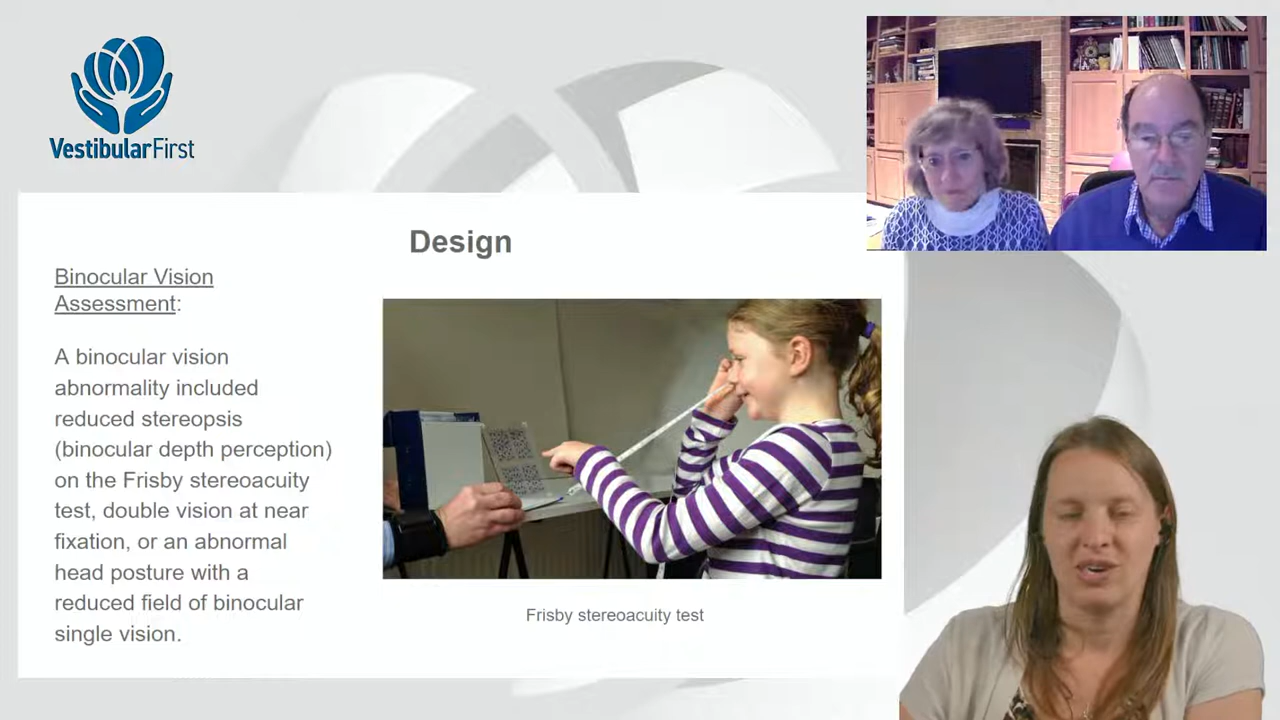 VestibularFirst
Design
Binocular Vision
Assessment:
A binocular vision
abnormality included
reduced stereopsis
(binocular depth perception)
on the Frisby stereoacuity
test, double vision at near
fixation, or an abnormal
head posture with a
reduced field of binocular
single vision.
Frisby stereoacuity test